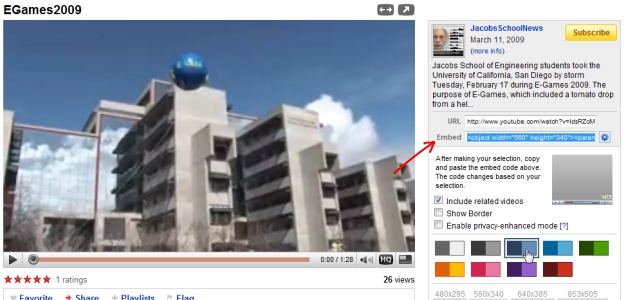 EGames2009
JacobsSchoolNews
March 11, 2009
(more info)
Subscribe
Jacobs School of Engineering students took the
University of California, San Diego by storm
Tuesday, February 17 during E-Games 2009. The
purpose of E-Games, which included a tomato drop
from a hel...
URL http://www.youtube.com/watch?v=IdsRZoM
Embed <object width="560" height="340"><param
After making your selection, copy
and paste the embed code above.
The code changes based on your
selection.
Include related videos
Show Border
Enable privacy-enhanced mode [?]
0:00 / 1:28
HQ
1 ratings
26 views
Favorite Share Playlists Flag
480x295 560x340 640x385 853x505